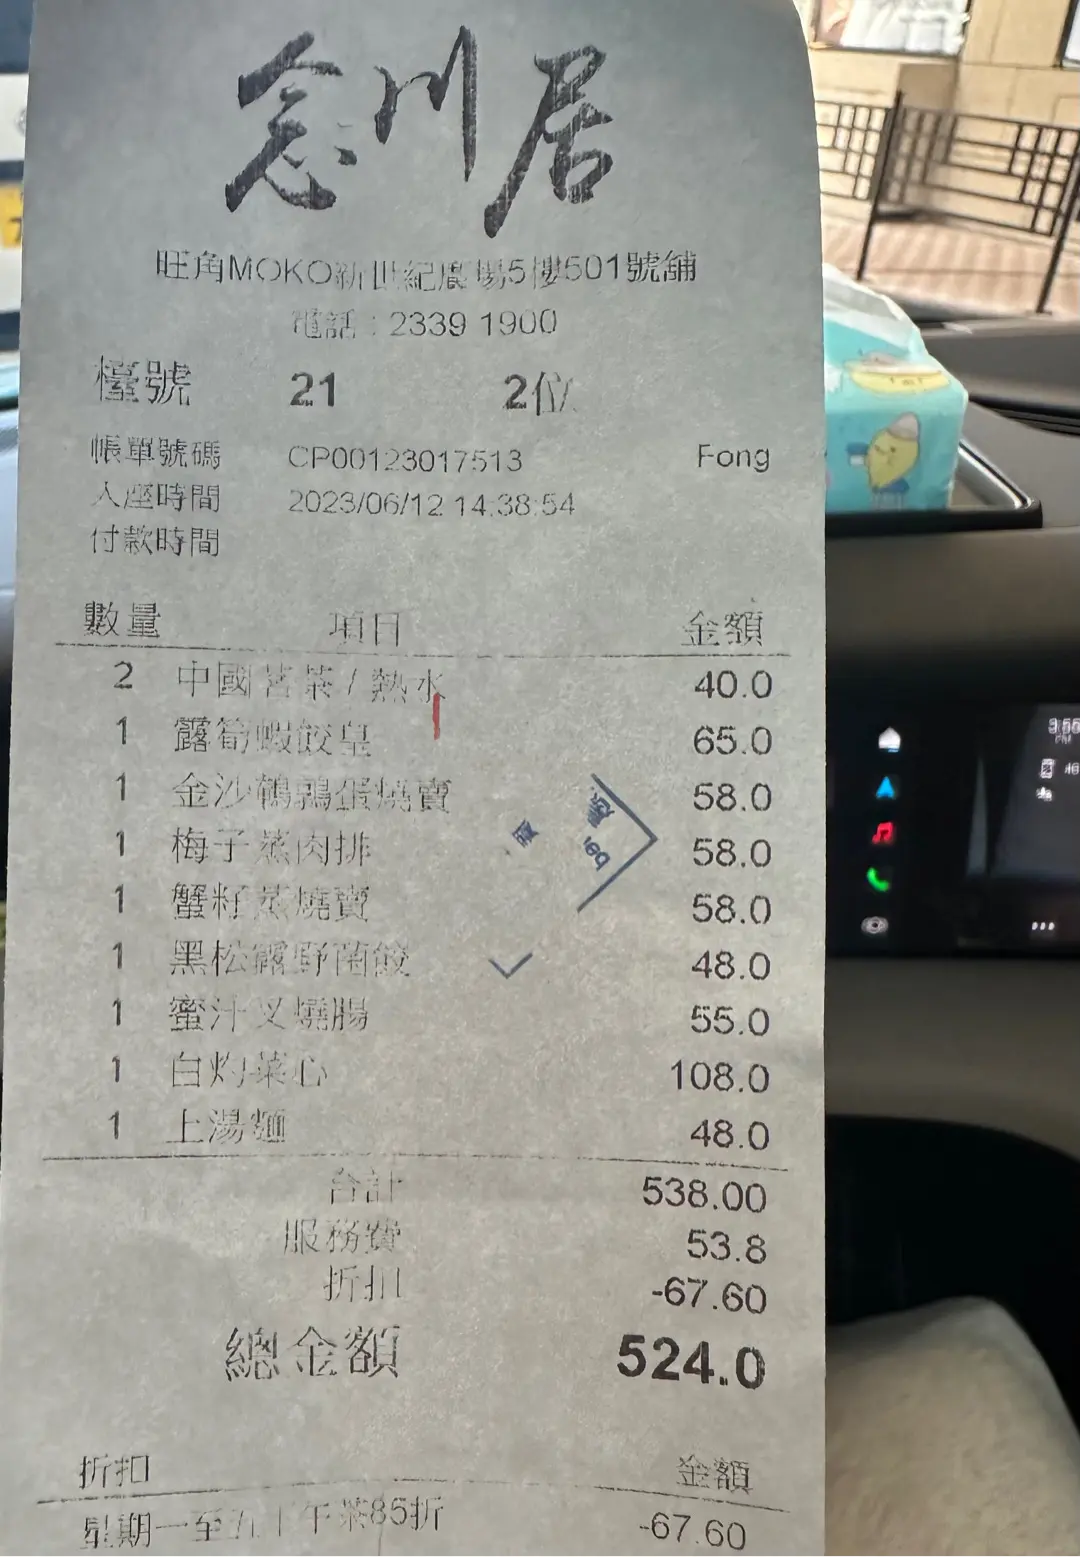 念川居
旺角MOKO新世紀廣場5樓501號舖
電話：2339 1900
檯號 21 2位
帳單號碼 CP00123017513 Fong
入座時間 2023/06/12 14:38:54
付款時間
數量 項目 金額
2 中國茗茶/熱水 40.0
1 露筍蝦餃皇 65.0
1 金沙鵪鶉蛋燒賣 58.0
1 梅子蒸肉排 58.0
1 蟹籽蒸燒賣 58.0
1 黑松露野菌餃 48.0
1 蜜汁叉燒腸 55.0
1 白灼菜心 108.0
1 上湯麵 48.0
合計 538.00
服務費 53.8
折扣 -67.60
總金額 524.0
折扣 金額
星期一至五下午茶85折 -67.60